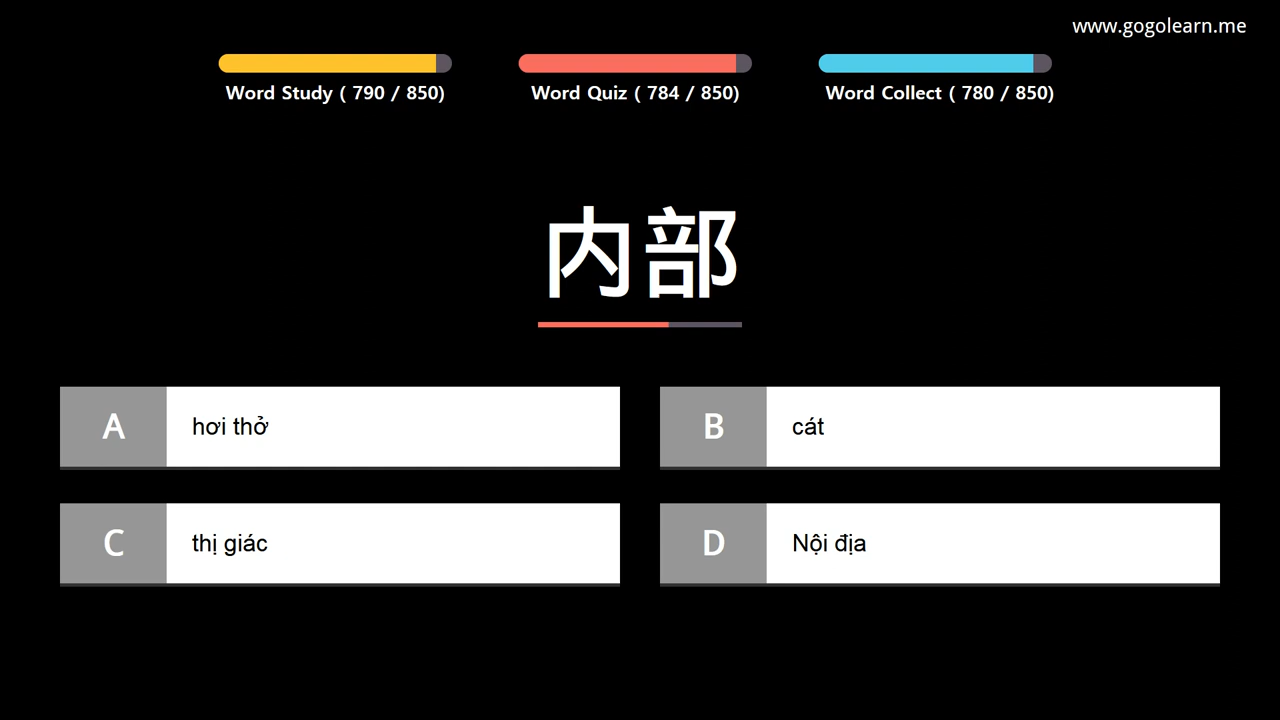 www.gogolearn.me
Word Study ( 790 / 850)
Word Quiz ( 784 / 850)
Word Collect ( 780 / 850)
内部
A hơi thở
B cát
C thị giác
D Nội địa